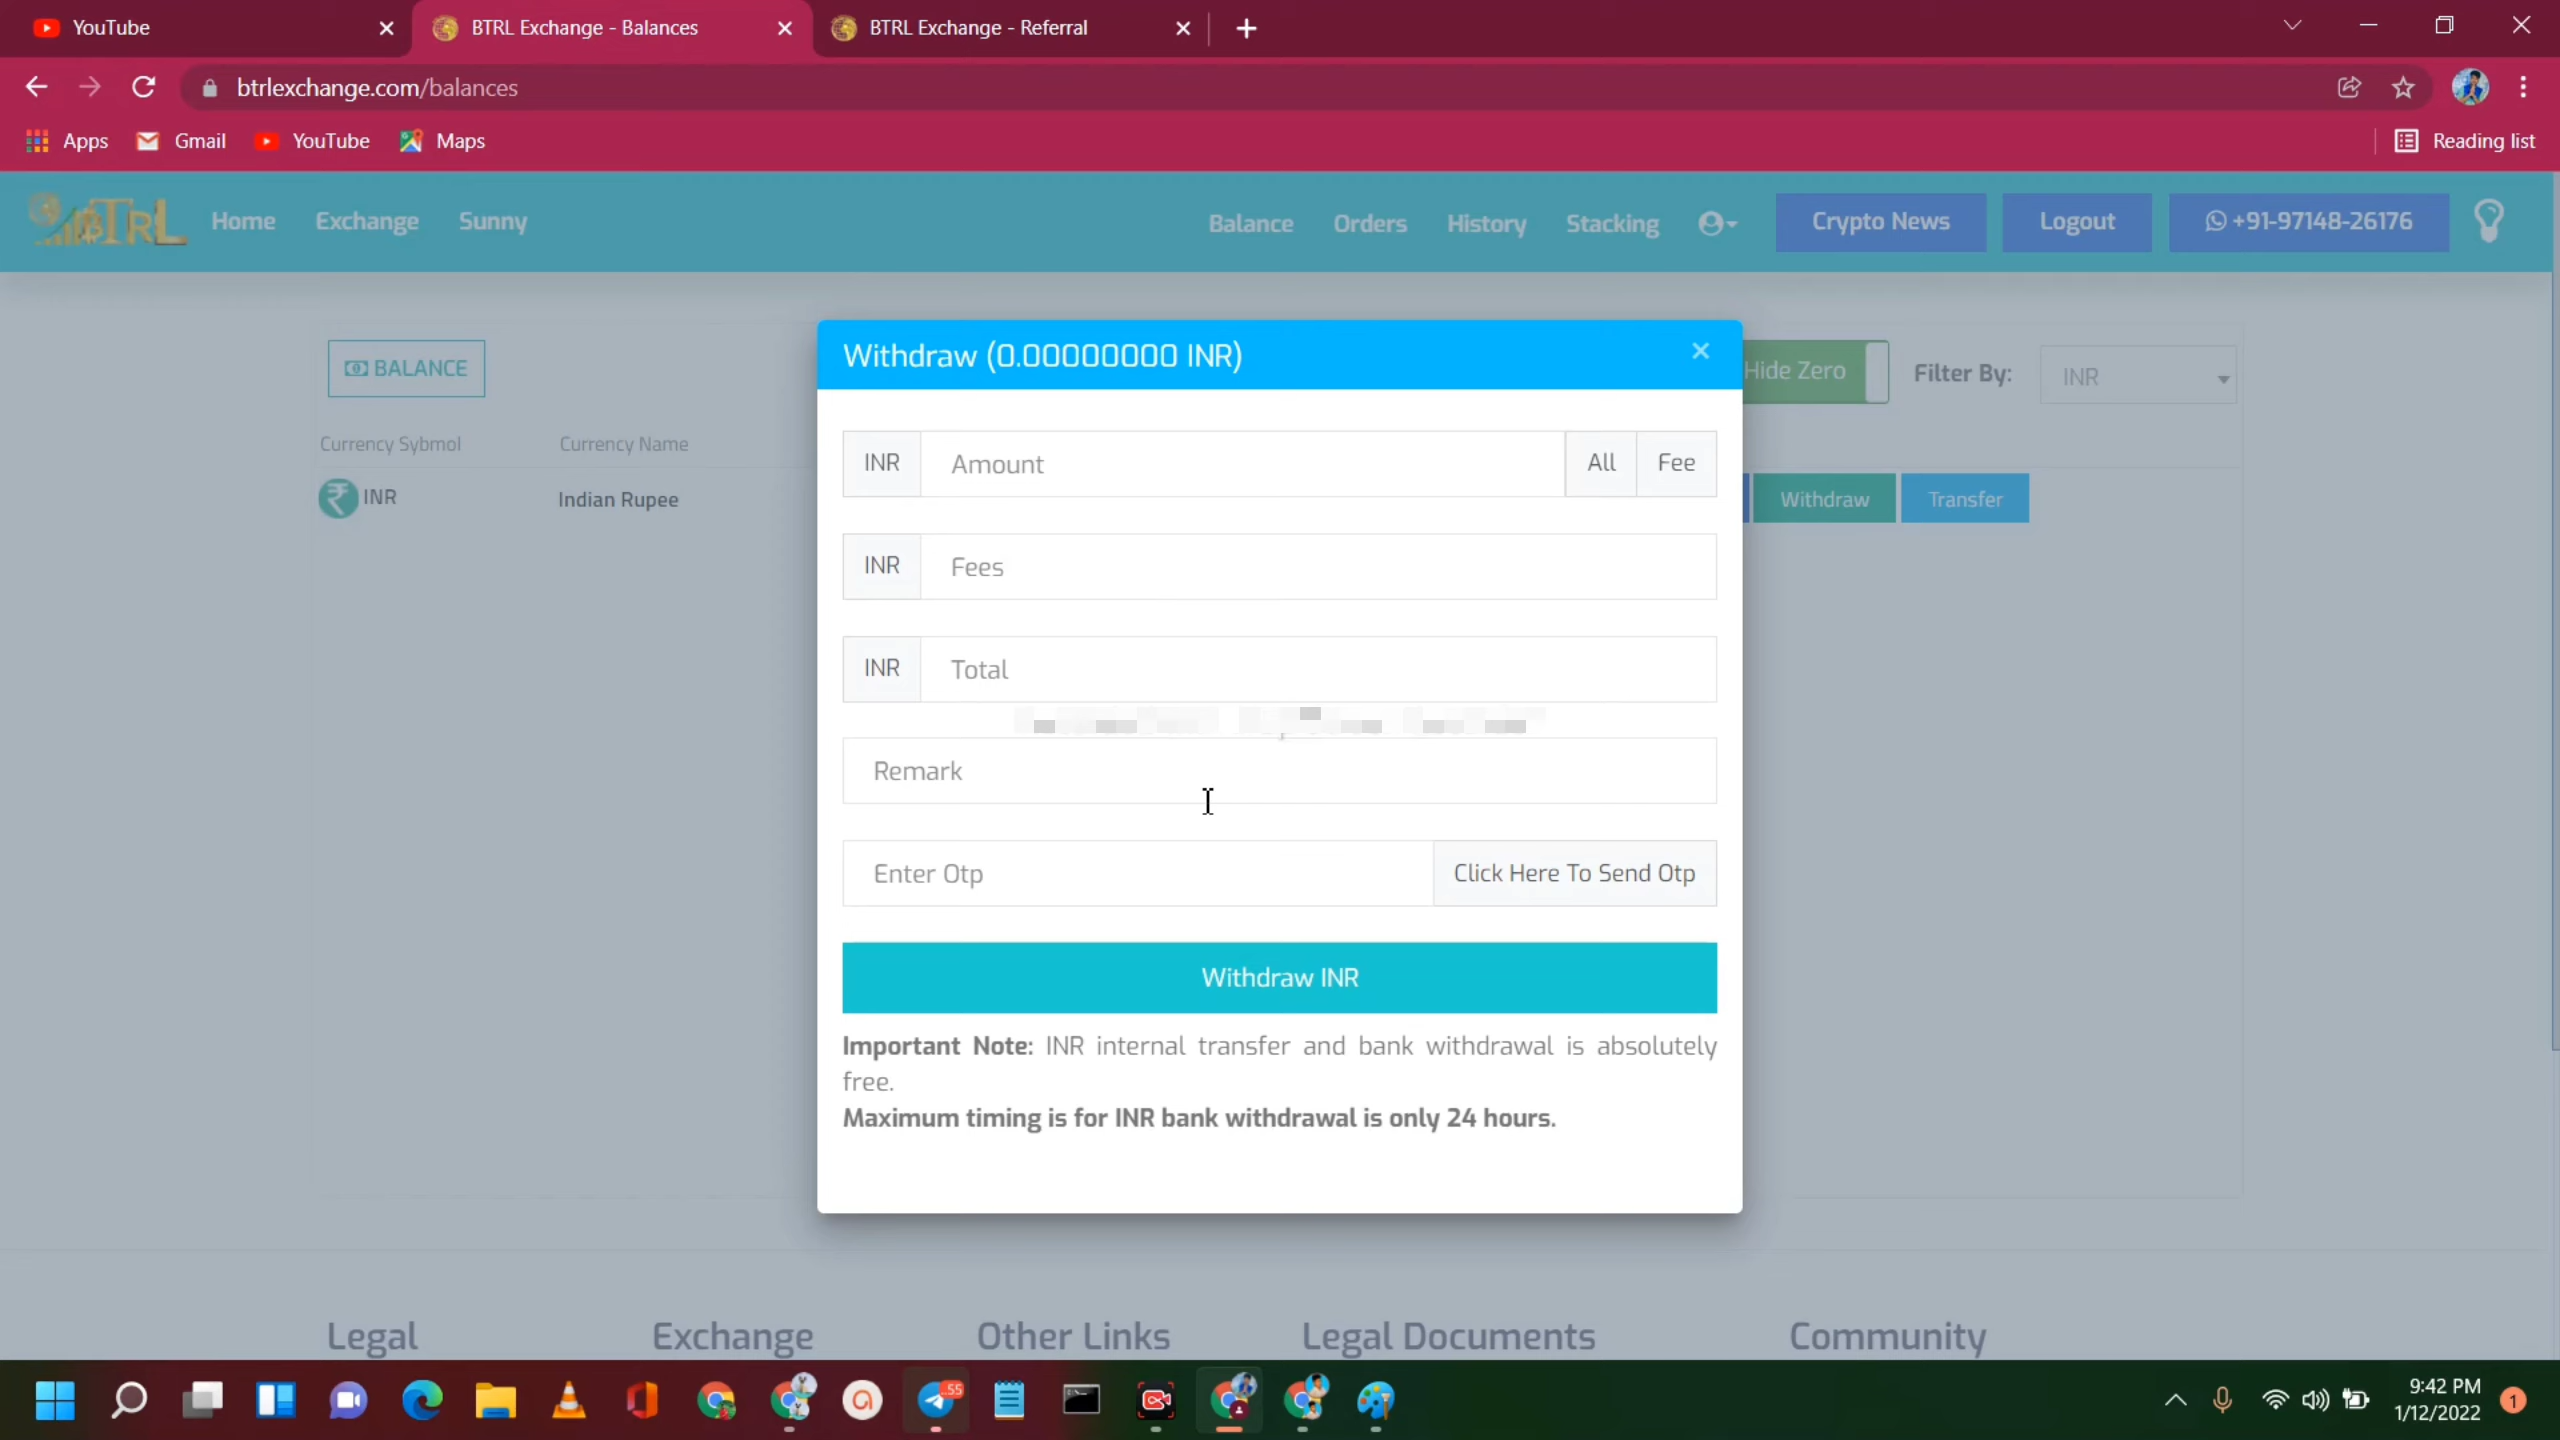 YouTube
BTRL Exchange - Balances
BTRL Exchange - Referral
btrlexchange.com/balances
Apps
Gmail
YouTube
Maps
Reading list
BTRL
Home
Exchange
Sunny
Balance
Orders
History
Stacking
Crypto News
Logout
+91-97148-26176
BALANCE
Hide Zero
Filter By:
INR
Currency Sybmol
Currency Name
INR
Indian Rupee
Withdraw
Transfer
Withdraw (0.00000000 INR)
INR
Amount
All
Fee
INR
Fees
INR
Total
Remark
Enter Otp
Click Here To Send Otp
Withdraw INR
Important Note: INR internal transfer and bank withdrawal is absolutely
free.
Maximum timing is for INR bank withdrawal is only 24 hours.
Legal
Exchange
Other Links
Legal Documents
Community
55
9:42 PM
1/12/2022
1